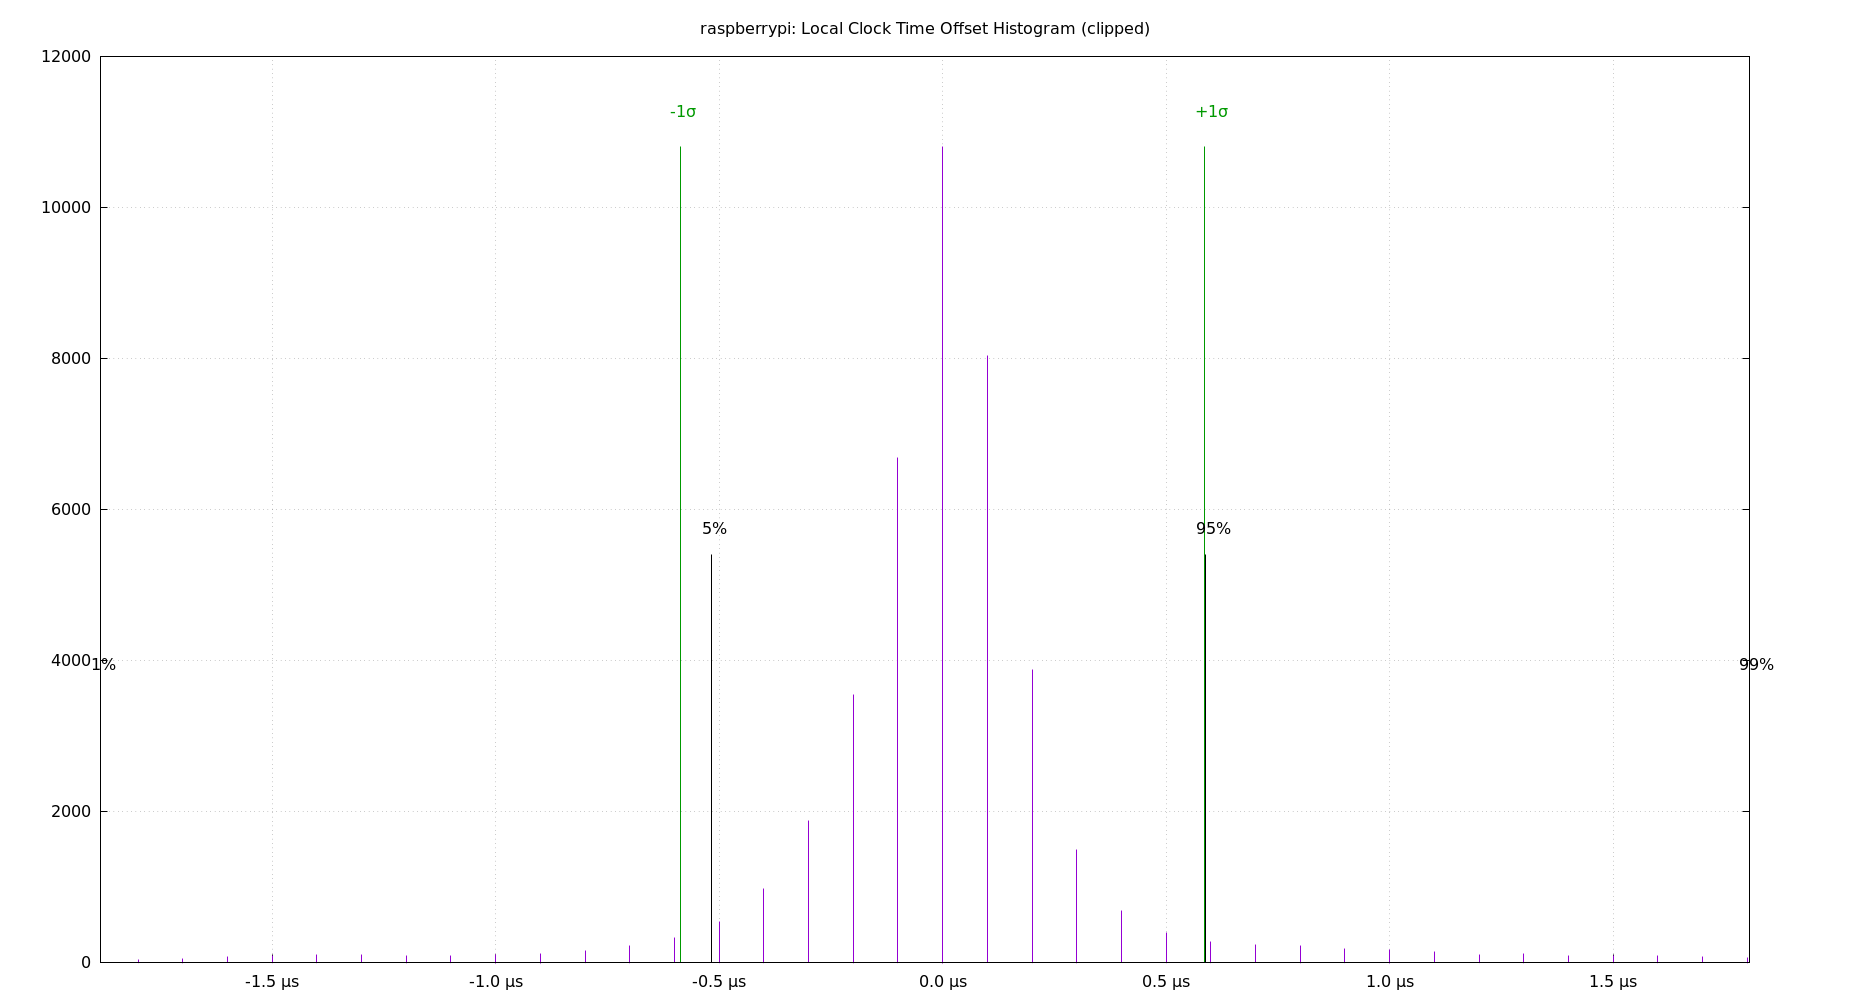 raspberrypi: Local Clock Time Offset Histogram (clipped)
12000
-1σ
+1σ
10000
8000
6000
5%
95%
4000
1%
99%
2000
0
-1.5 µs
-1.0 µs
-0.5 µs
0.0 µs
0.5 µs
1.0 µs
1.5 µs